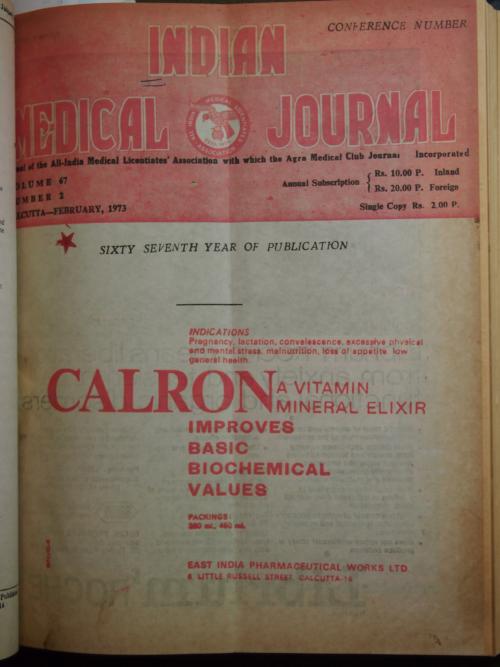 CONFERENCE NUMBER
INDIAN
MEDICAL JOURNAL
of the All-India Medical Licentiates' Association with which the Agra Medical Club Journal Incorporated
VOLUME 67
NUMBER 2
CALCUTTA—FEBRUARY, 1973
Annual Subscription { Rs. 10.00 P. Inland
Rs. 20.00 P. Foreign
Single Copy Rs. 2.00 P.
SIXTY SEVENTH YEAR OF PUBLICATION
INDICATIONS
Pregnancy, lactation, convalescence, excessive physical
and mental stress, malnutrition, loss of appetite low
general health.
CALRON A VITAMIN
MINERAL ELIXIR
IMPROVES
BASIC
BIOCHEMICAL
VALUES
PACKINGS:
EAST INDIA PHARMACEUTICAL WORKS LTD.
6, LITTLE RUSSELL STREET, CALCUTTA-16